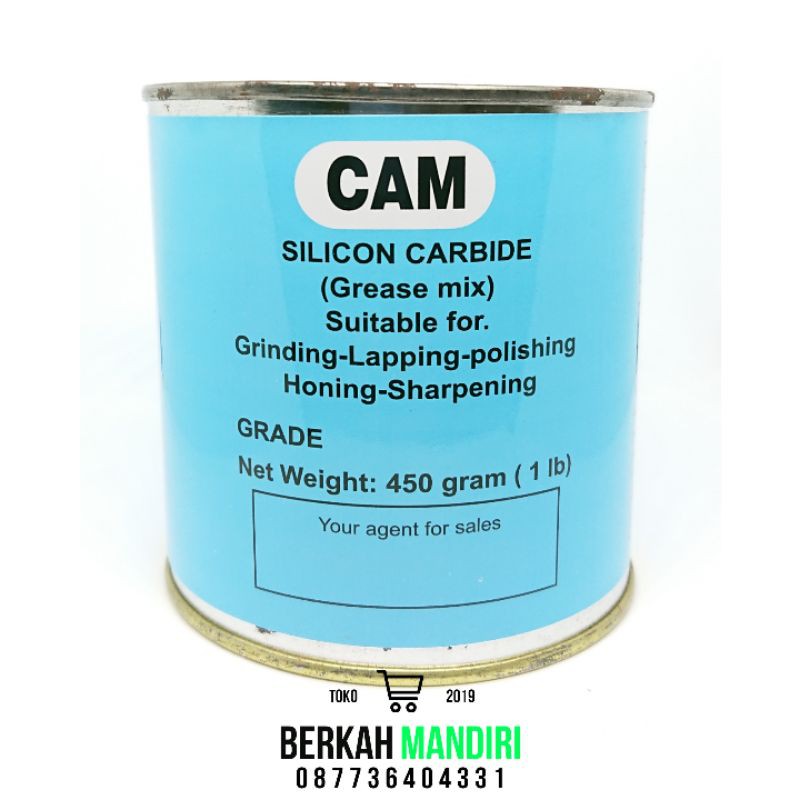 CAM
SILICON CARBIDE
(Grease mix)
Suitable for.
Grinding-Lapping-polishing
Honing-Sharpening
GRADE
Net Weight: 450 gram ( 1 lb)
Your agent for sales
TOKO 2019
BERKAH MANDIRI
087736404331